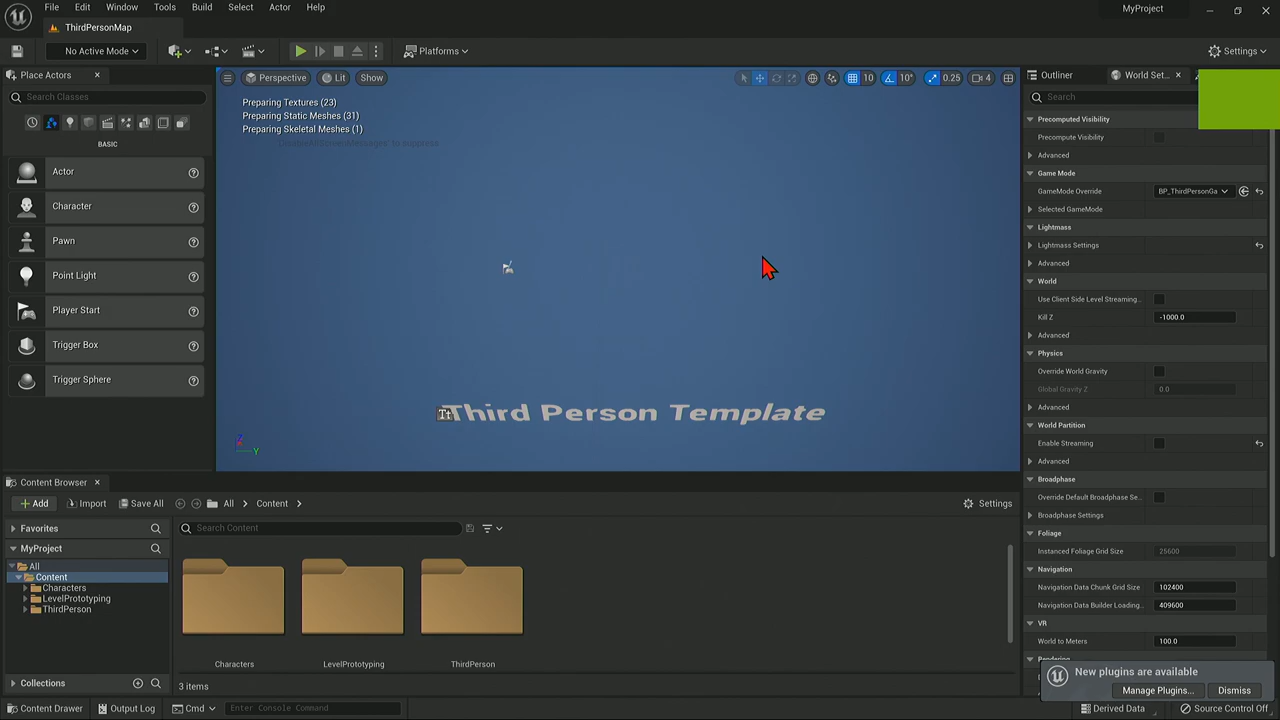 File Edit Window Tools Build Select Actor Help
MyProject
ThirdPersonMap
No Active Mode
Platforms
Settings
Place Actors
Search Classes
BASIC
Actor
Character
Pawn
Point Light
Player Start
Trigger Box
Trigger Sphere
Perspective Lit Show
10 10° 0.25 4
Preparing Textures (23)
Preparing Static Meshes (31)
Preparing Skeletal Meshes (1)
'DisableAllScreenMessages' to suppress
Third Person Template
Outliner
World Set...
Search
Precomputed Visibility
Precompute Visibility
Advanced
Game Mode
GameMode Override BP_ThirdPersonGa
Selected GameMode
Lightmass
Lightmass Settings
Advanced
World
Use Client Side Level Streaming..
Kill Z -1000.0
Advanced
Physics
Override World Gravity
Global Gravity Z 0.0
Advanced
World Partition
Enable Streaming
Advanced
Broadphase
Override Default Broadphase Se..
Broadphase Settings
Foliage
Instanced Foliage Grid Size 25600
Navigation
Navigation Data Chunk Grid Size 102400
Navigation Data Builder Loading.. 409600
VR
World to Meters 100.0
Rendering
New plugins are available
Manage Plugins... Dismiss
Content Browser
Add Import Save All All Content
Settings
Favorites
MyProject
All
Content
Characters
LevelPrototyping
ThirdPerson
Collections
Search Content
Characters
LevelPrototyping
ThirdPerson
3 items
Content Drawer Output Log Cmd Enter Console Command
Derived Data Source Control Off